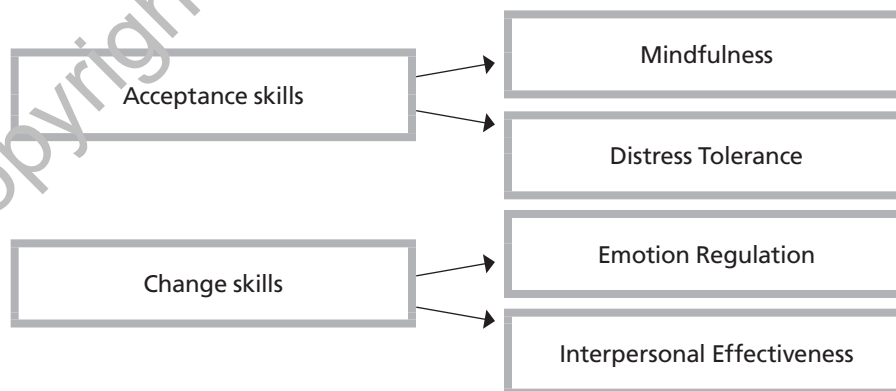 Acceptance skills
Mindfulness
Distress Tolerance
Change skills
Emotion Regulation
Interpersonal Effectiveness